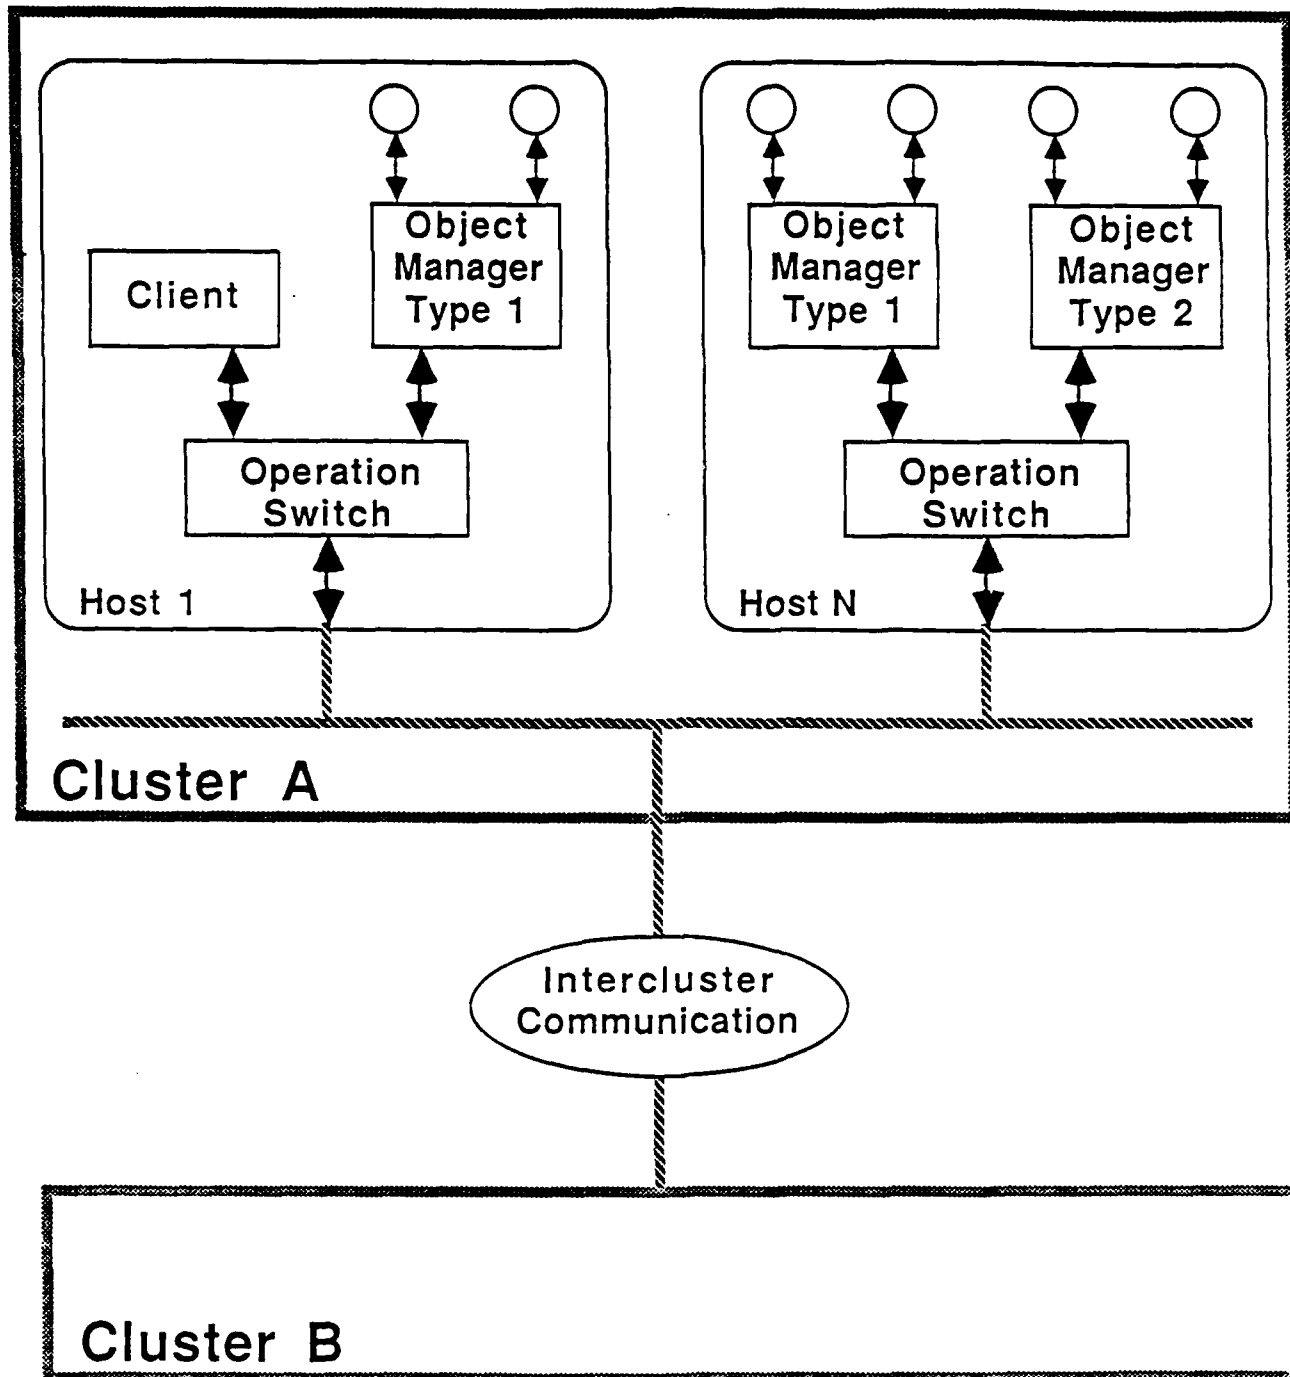 Object
Manager
Type 1
Client
Operation
Switch
Host 1
Object
Manager
Type 1
Object
Manager
Type 2
Operation
Switch
Host N
Cluster A
Intercluster
Communication
Cluster B